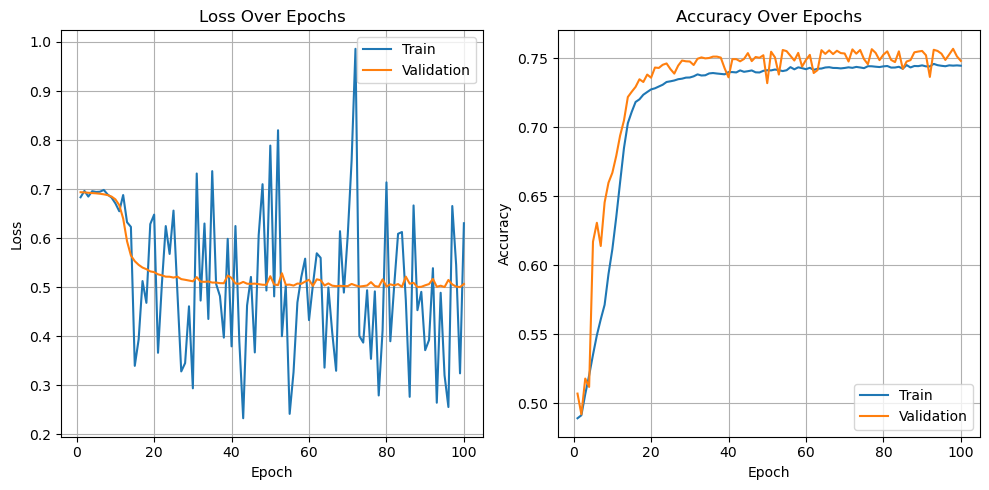 Loss Over Epochs
1.0
0.9
0.8
0.7
0.6
0.5
0.4
0.3
0.2
Loss
0
20
40
60
80
100
Epoch
Train
Validation
Accuracy Over Epochs
0.75
0.70
0.65
0.60
0.55
0.50
Accuracy
0
20
40
60
80
100
Epoch
Train
Validation